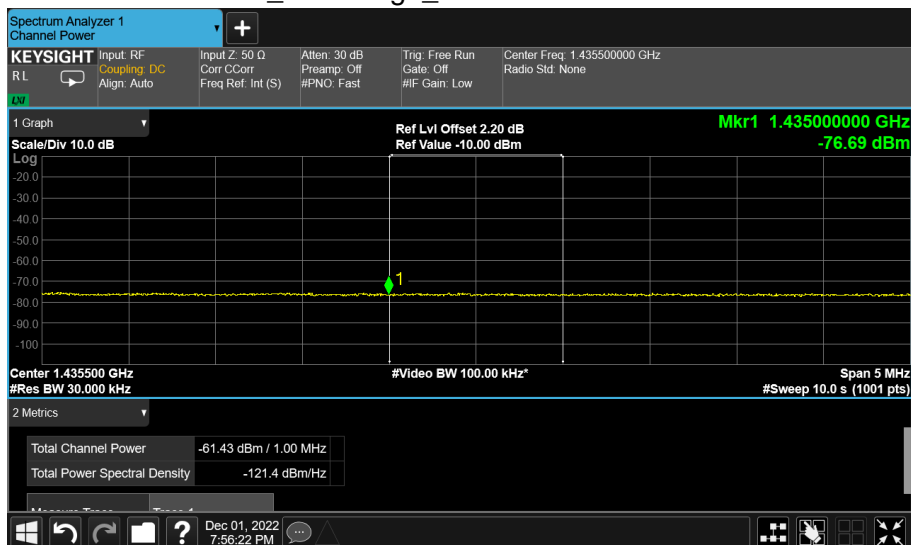 Spectrum Analyzer 1
Channel Power
+
KEYSIGHT
RL
LXI
Input: RF
Coupling: DC
Align: Auto
Input Z: 50 Ω
Corr CCorr
Freq Ref: Int (S)
Atten: 30 dB
Preamp: Off
#PNO: Fast
Trig: Free Run
Gate: Off
#IF Gain: Low
Center Freq: 1.435500000 GHz
Radio Std: None
1 Graph
Scale/Div 10.0 dB
Ref Lvl Offset 2.20 dB
Ref Value -10.00 dBm
Mkr1 1.435000000 GHz
-76.69 dBm
Log
-20.0
-30.0
-40.0
-50.0
-60.0
-70.0
-80.0
-90.0
-100
1
Center 1.435500 GHz
#Res BW 30.000 kHz
#Video BW 100.00 kHz*
Span 5 MHz
#Sweep 10.0 s (1001 pts)
2 Metrics
Total Channel Power -61.43 dBm / 1.00 MHz
Total Power Spectral Density -121.4 dBm/Hz
?
Dec 01, 2022
7:56:22 PM